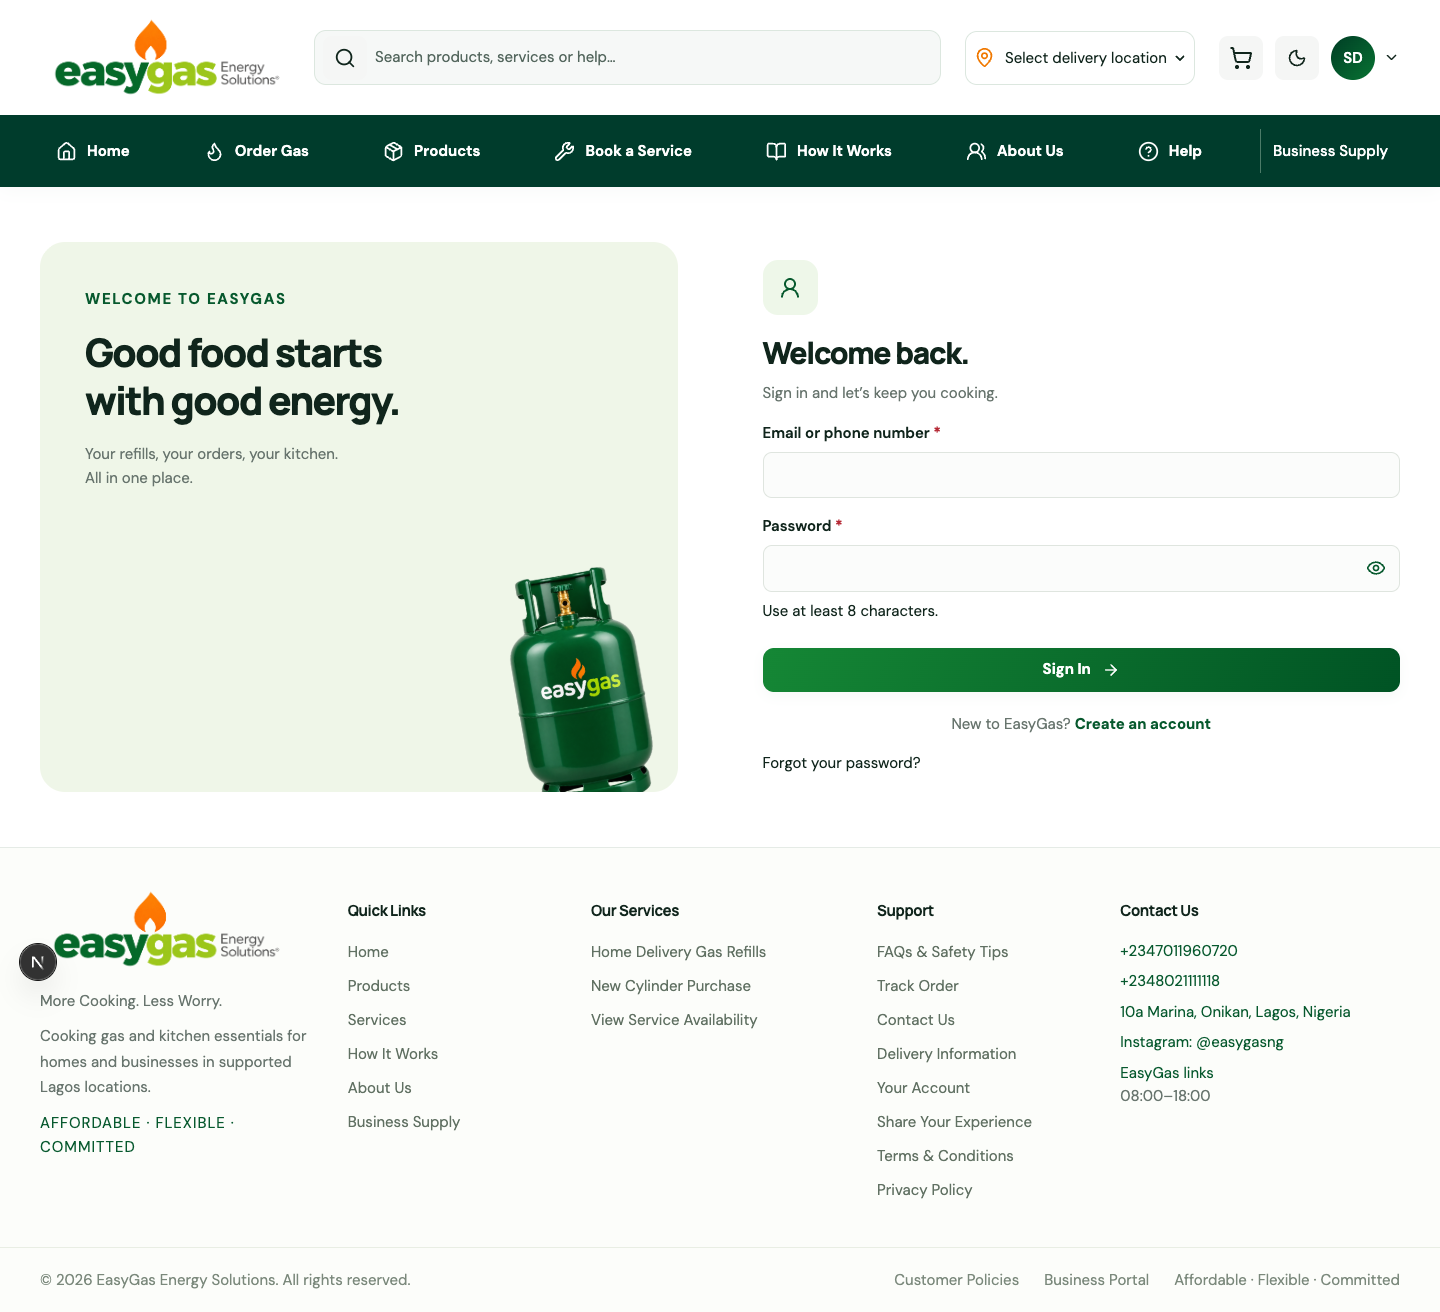 easygas Energy Solutions®
Search products, services or help...
Select delivery location
SD
Home
Order Gas
Products
Book a Service
How It Works
About Us
Help
Business Supply
WELCOME TO EASYGAS
Good food starts
with good energy.
Your refills, your orders, your kitchen.
All in one place.
easygas
Welcome back.
Sign in and let’s keep you cooking.
Email or phone number *
Password *
Use at least 8 characters.
Sign In
New to EasyGas? Create an account
Forgot your password?
easygas Energy Solutions®
N
More Cooking. Less Worry.
Cooking gas and kitchen essentials for
homes and businesses in supported
Lagos locations.
AFFORDABLE · FLEXIBLE ·
COMMITTED
Quick Links
Home
Products
Services
How It Works
About Us
Business Supply
Our Services
Home Delivery Gas Refills
New Cylinder Purchase
View Service Availability
Support
FAQs & Safety Tips
Track Order
Contact Us
Delivery Information
Your Account
Share Your Experience
Terms & Conditions
Privacy Policy
Contact Us
+2347011960720
+2348021111118
10a Marina, Onikan, Lagos, Nigeria
Instagram: @easygasng
EasyGas links
08:00–18:00
© 2026 EasyGas Energy Solutions. All rights reserved.
Customer Policies
Business Portal
Affordable · Flexible · Committed